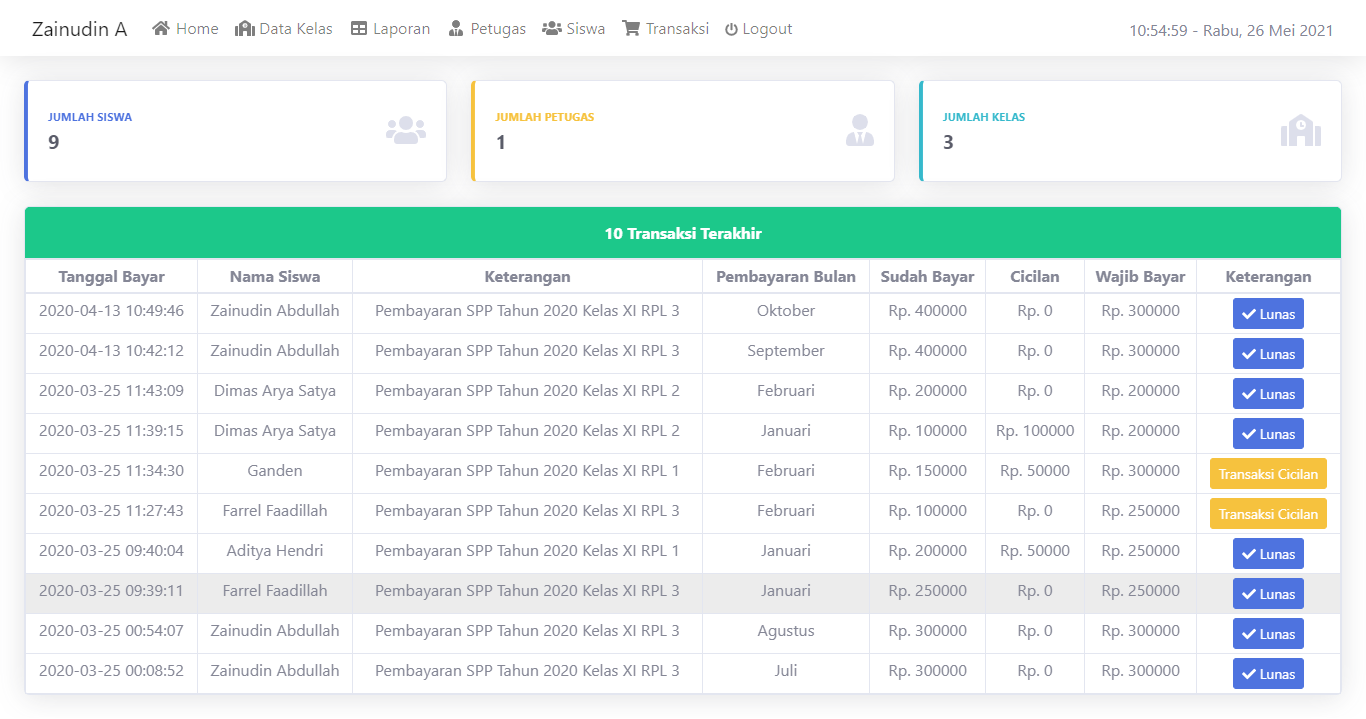 Zainudin A Home Data Kelas Laporan Petugas Siswa Transaksi Logout 10:54:59 - Rabu, 26 Mei 2021
JUMLAH SISWA JUMLAH PETUGAS JUMLAH KELAS
9 1 3
10 Transaksi Terakhir
Tanggal Bayar Nama Siswa Keterangan Pembayaran Bulan Sudah Bayar Cicilan Wajib Bayar Keterangan
2020-04-13 10:49:46 Zainudin Abdullah Pembayaran SPP Tahun 2020 Kelas XI RPL 3 Oktober Rp. 400000 Rp. 0 Rp. 300000 Lunas
2020-04-13 10:42:12 Zainudin Abdullah Pembayaran SPP Tahun 2020 Kelas XI RPL 3 September Rp. 400000 Rp. 0 Rp. 300000 Lunas
2020-03-25 11:43:09 Dimas Arya Satya Pembayaran SPP Tahun 2020 Kelas XI RPL 2 Februari Rp. 200000 Rp. 0 Rp. 200000 Lunas
2020-03-25 11:39:15 Dimas Arya Satya Pembayaran SPP Tahun 2020 Kelas XI RPL 2 Januari Rp. 100000 Rp. 100000 Rp. 200000 Lunas
2020-03-25 11:34:30 Ganden Pembayaran SPP Tahun 2020 Kelas XI RPL 1 Februari Rp. 150000 Rp. 50000 Rp. 300000 Transaksi Cicilan
2020-03-25 11:27:43 Farrel Faadillah Pembayaran SPP Tahun 2020 Kelas XI RPL 3 Februari Rp. 100000 Rp. 0 Rp. 250000 Transaksi Cicilan
2020-03-25 09:40:04 Aditya Hendri Pembayaran SPP Tahun 2020 Kelas XI RPL 1 Januari Rp. 200000 Rp. 50000 Rp. 250000 Lunas
2020-03-25 09:39:11 Farrel Faadillah Pembayaran SPP Tahun 2020 Kelas XI RPL 3 Januari Rp. 250000 Rp. 0 Rp. 250000 Lunas
2020-03-25 00:54:07 Zainudin Abdullah Pembayaran SPP Tahun 2020 Kelas XI RPL 3 Agustus Rp. 300000 Rp. 0 Rp. 300000 Lunas
2020-03-25 00:08:52 Zainudin Abdullah Pembayaran SPP Tahun 2020 Kelas XI RPL 3 Juli Rp. 300000 Rp. 0 Rp. 300000 Lunas